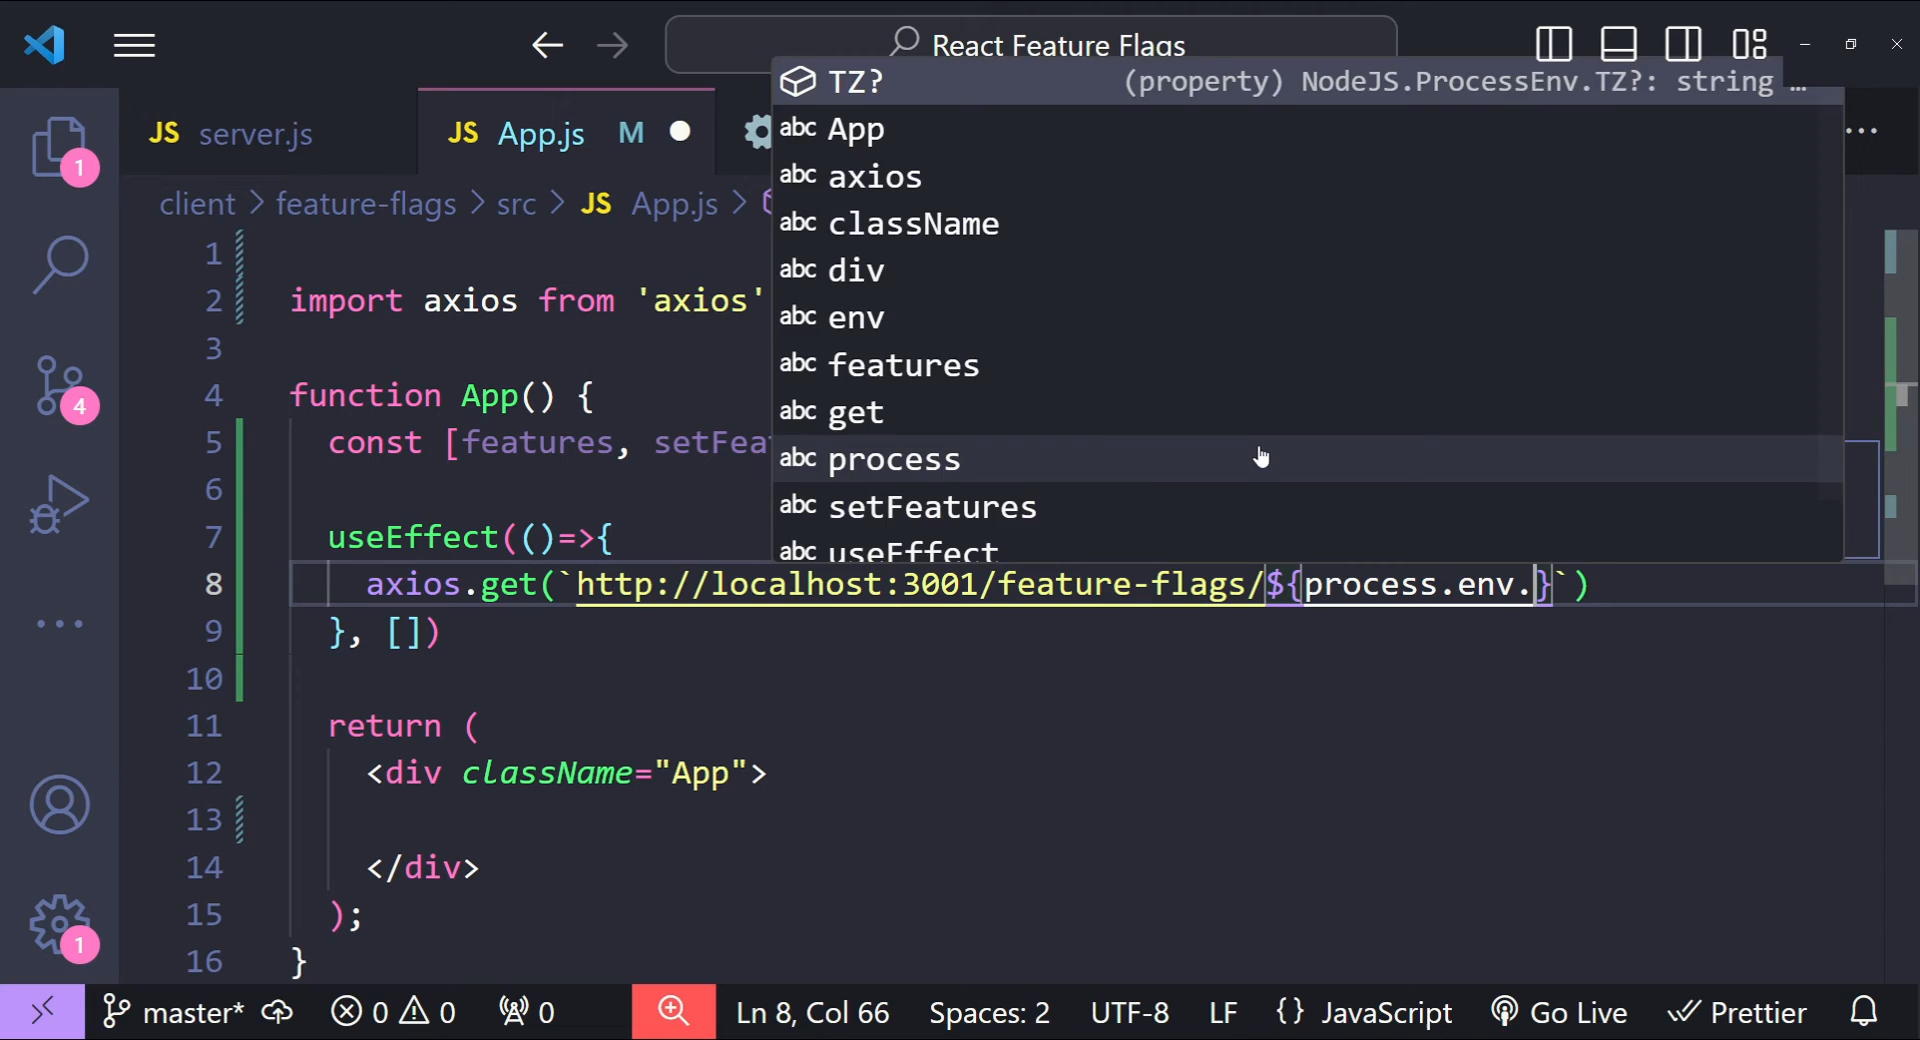 React Feature Flags
TZ? (property) NodeJS.ProcessEnv.TZ?: string …
JS server.js
JS App.js M
abc App
abc axios
abc className
abc div
abc env
abc features
abc get
abc process
abc setFeatures
abc useEffect
client > feature-flags > src > JS App.js >
1
2 import axios from 'axios'
3
4 function App() {
5 const [features, setFea
6
7 useEffect(()=>{
8 axios.get(`http://localhost:3001/feature-flags/${process.env.}`)
9 }, [])
10
11 return (
12 <div className="App">
13
14 </div>
15 );
16 }
1
4
1
master* 0 0 0 Ln 8, Col 66 Spaces: 2 UTF-8 LF {} JavaScript Go Live Prettier